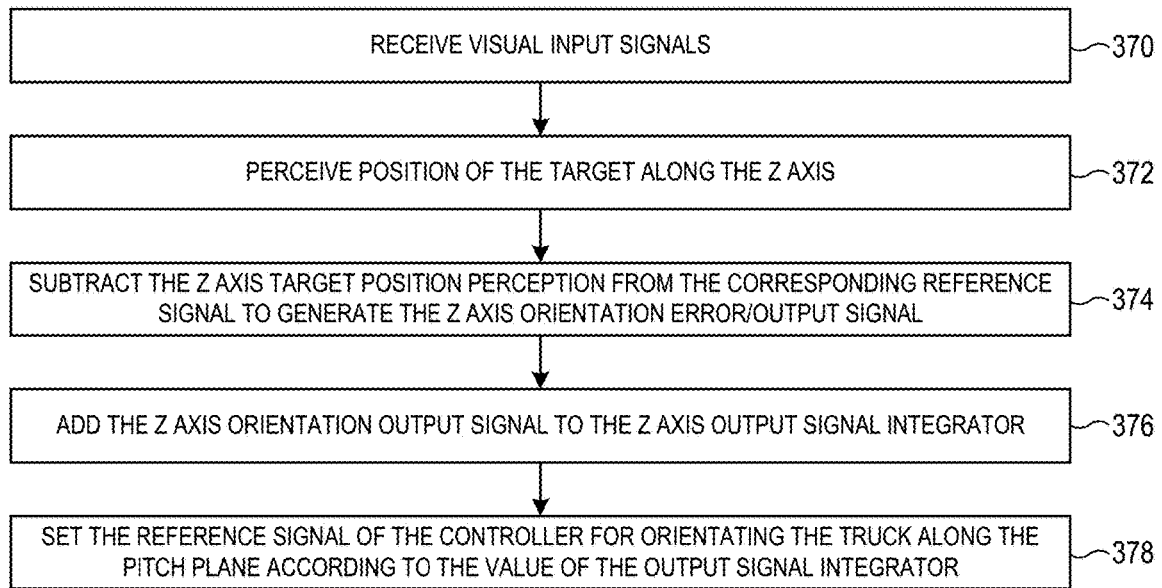 RECEIVE VISUAL INPUT SIGNALS
370
PERCEIVE POSITION OF THE TARGET ALONG THE Z AXIS
372
SUBTRACT THE Z AXIS TARGET POSITION PERCEPTION FROM THE CORRESPONDING REFERENCE
SIGNAL TO GENERATE THE Z AXIS ORIENTATION ERROR/OUTPUT SIGNAL
374
ADD THE Z AXIS ORIENTATION OUTPUT SIGNAL TO THE Z AXIS OUTPUT SIGNAL INTEGRATOR
376
SET THE REFERENCE SIGNAL OF THE CONTROLLER FOR ORIENTATING THE TRUCK ALONG THE
PITCH PLANE ACCORDING TO THE VALUE OF THE OUTPUT SIGNAL INTEGRATOR
378